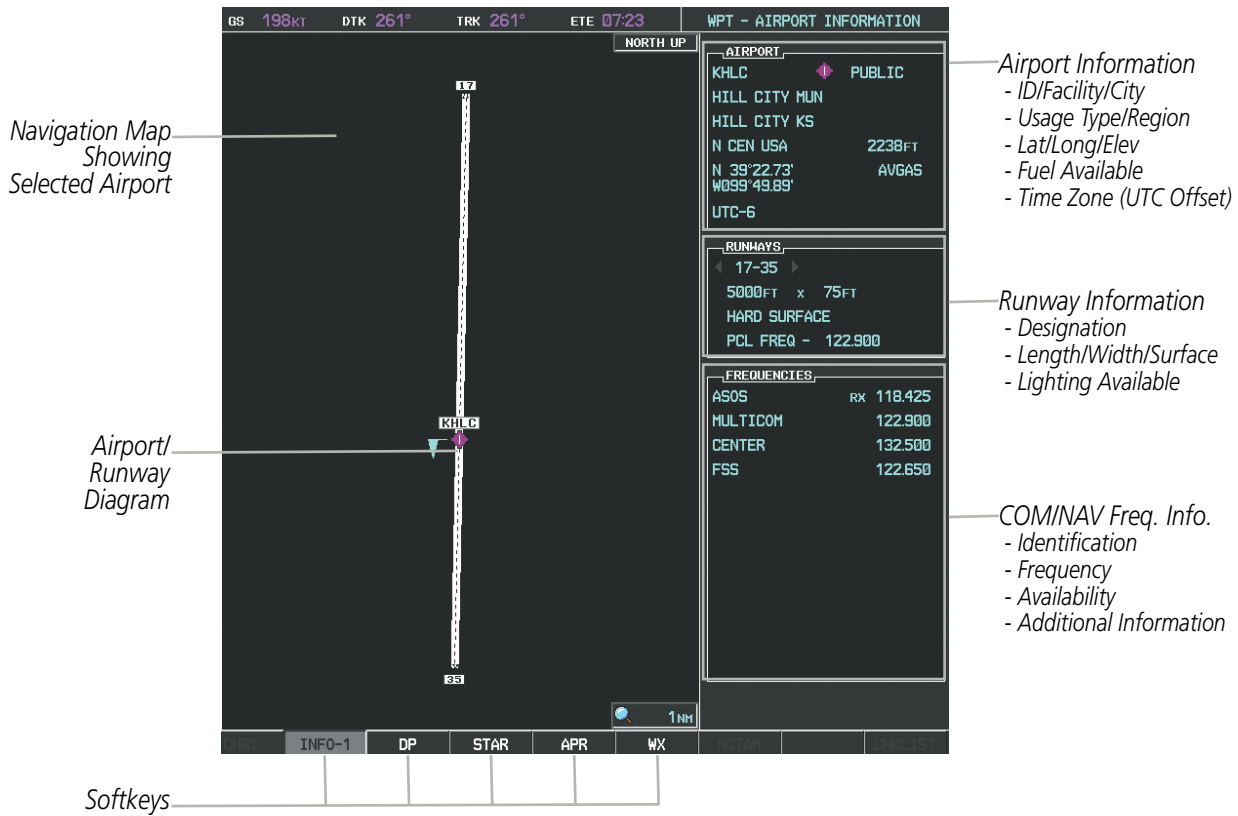 GS 198KT DTK 261° TRK 261° ETE 07:23 WPT - AIRPORT INFORMATION
NORTH UP
17
KHLC
35
1NM
AIRPORT
KHLC PUBLIC
HILL CITY MUN
HILL CITY KS
N CEN USA 2238FT
N 39°22.73' AVGAS
W099°49.89'
UTC-6
RUNWAYS
17-35
5000FT x 75FT
HARD SURFACE
PCL FREQ - 122.900
FREQUENCIES
ASOS RX 118.425
MULTICOM 122.900
CENTER 132.500
FSS 122.650
CHRT INFO-1 DP STAR APR WX NOTAM CHKLIST
Navigation Map
Showing
Selected Airport
Airport/
Runway
Diagram
Softkeys
Airport Information
- ID/Facility/City
- Usage Type/Region
- Lat/Long/Elev
- Fuel Available
- Time Zone (UTC Offset)
Runway Information
- Designation
- Length/Width/Surface
- Lighting Available
COM/NAV Freq. Info.
- Identification
- Frequency
- Availability
- Additional Information